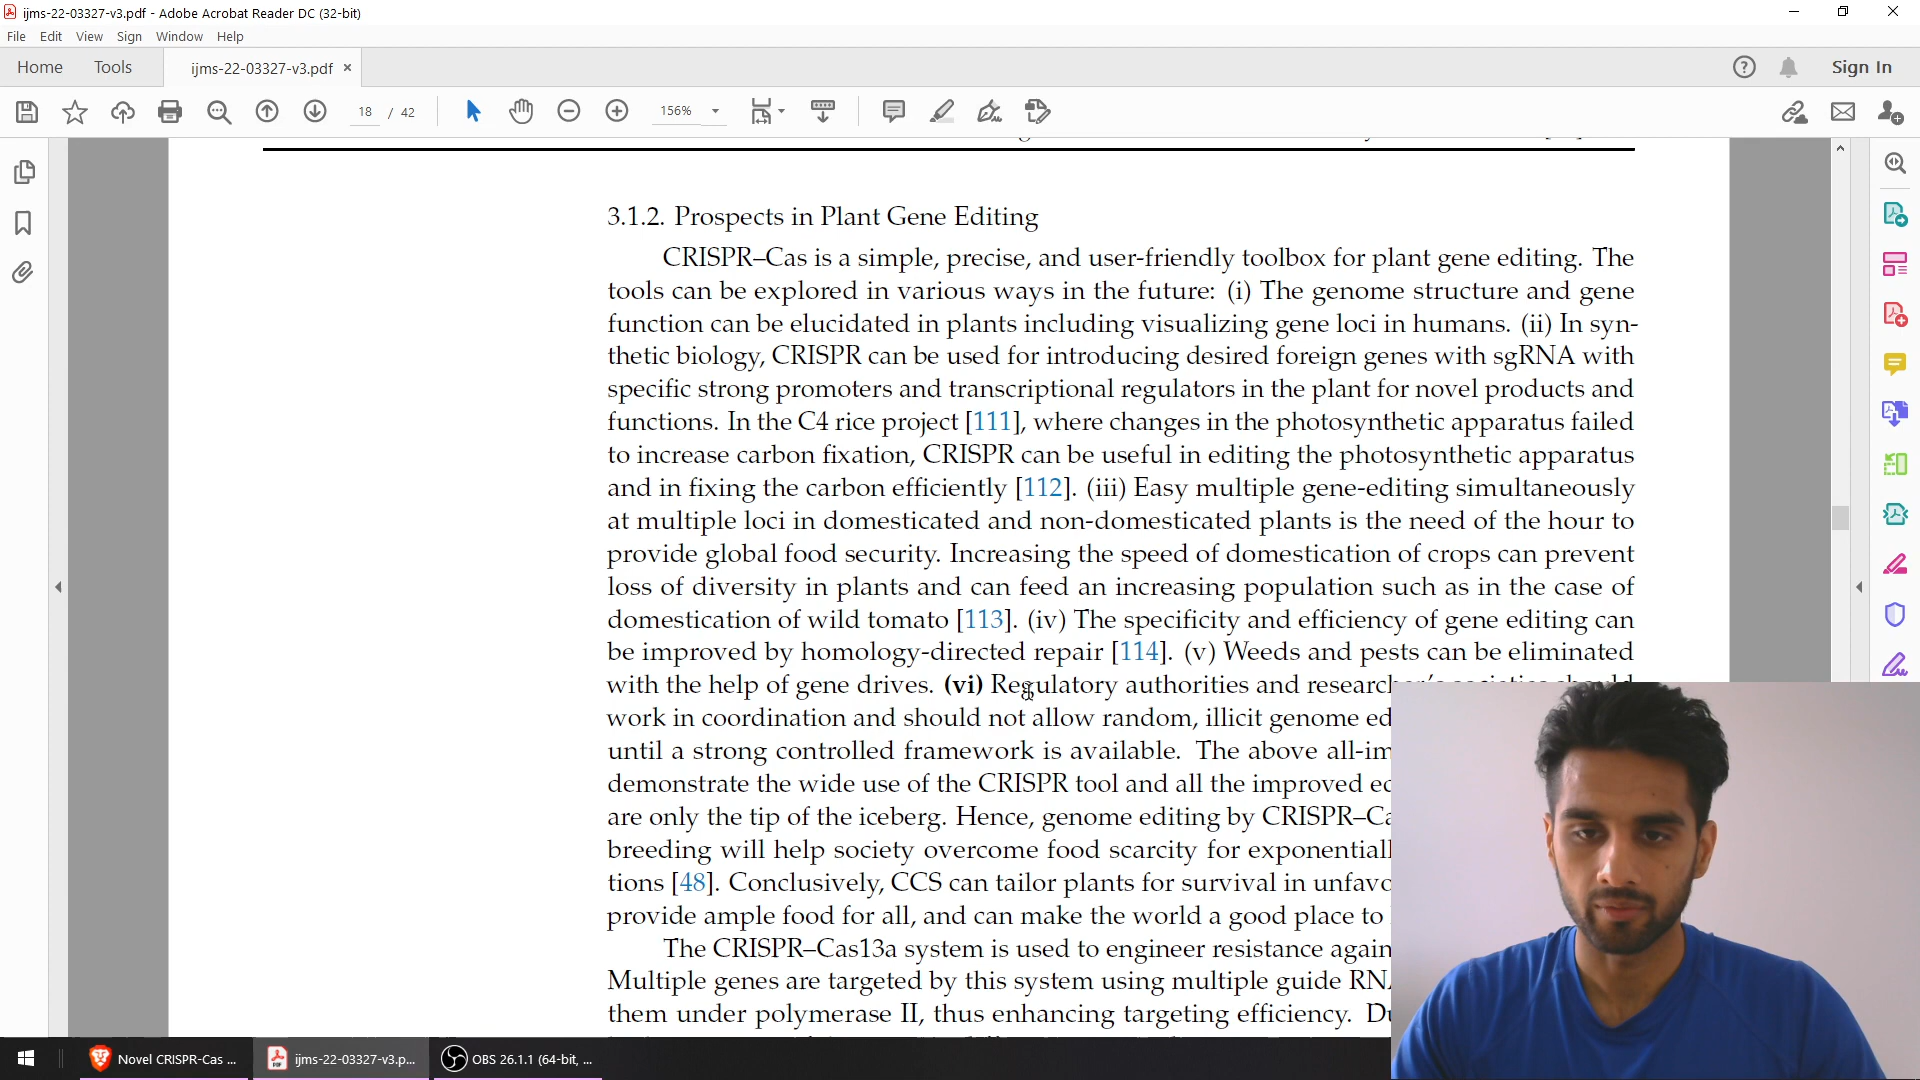 ijms-22-03327-v3.pdf - Adobe Acrobat Reader DC (32-bit)
File Edit View Sign Window Help
Home Tools ijms-22-03327-v3.pdf × Sign In
18 / 42 156%
3.1.2. Prospects in Plant Gene Editing
CRISPR–Cas is a simple, precise, and user-friendly toolbox for plant gene editing. The
tools can be explored in various ways in the future: (i) The genome structure and gene
function can be elucidated in plants including visualizing gene loci in humans. (ii) In syn-
thetic biology, CRISPR can be used for introducing desired foreign genes with sgRNA with
specific strong promoters and transcriptional regulators in the plant for novel products and
functions. In the C4 rice project [111], where changes in the photosynthetic apparatus failed
to increase carbon fixation, CRISPR can be useful in editing the photosynthetic apparatus
and in fixing the carbon efficiently [112]. (iii) Easy multiple gene-editing simultaneously
at multiple loci in domesticated and non-domesticated plants is the need of the hour to
provide global food security. Increasing the speed of domestication of crops can prevent
loss of diversity in plants and can feed an increasing population such as in the case of
domestication of wild tomato [113]. (iv) The specificity and efficiency of gene editing can
be improved by homology-directed repair [114]. (v) Weeds and pests can be eliminated
with the help of gene drives. (vi) Regulatory authorities and researcher's societies should
work in coordination and should not allow random, illicit genome ed
until a strong controlled framework is available. The above all-im
demonstrate the wide use of the CRISPR tool and all the improved ed
are only the tip of the iceberg. Hence, genome editing by CRISPR–Ca
breeding will help society overcome food scarcity for exponentiall
tions [48]. Conclusively, CCS can tailor plants for survival in unfavo
provide ample food for all, and can make the world a good place to
The CRISPR–Cas13a system is used to engineer resistance again
Multiple genes are targeted by this system using multiple guide RNA
them under polymerase II, thus enhancing targeting efficiency. Du
Novel CRISPR-Cas ... ijms-22-03327-v3.p... OBS 26.1.1 (64-bit, ...